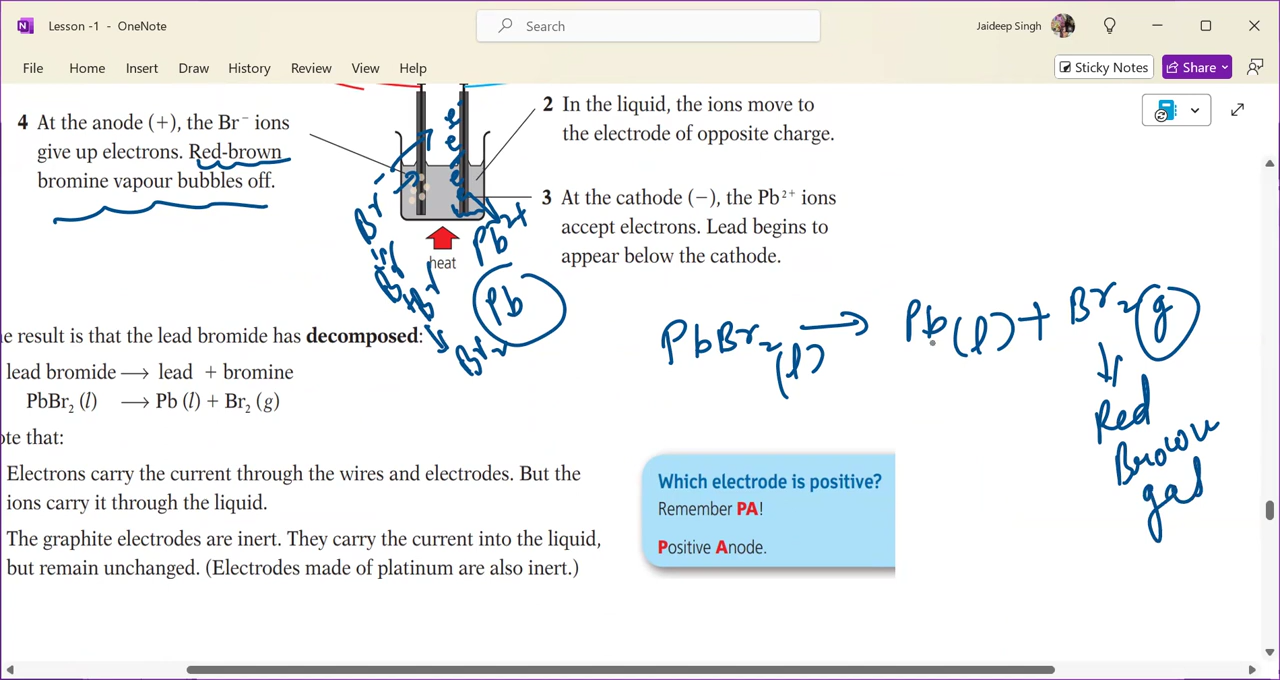 Lesson -1 - OneNote
Search
Jaideep Singh
File Home Insert Draw History Review View Help
Sticky Notes
Share
4 At the anode (+), the Br⁻ ions
give up electrons. Red-brown
bromine vapour bubbles off.
2 In the liquid, the ions move to
the electrode of opposite charge.
3 At the cathode (−), the Pb²⁺ ions
accept electrons. Lead begins to
appear below the cathode.
heat
Br⁻
Br₂
Pb²⁺
Pb
PbBr₂(l) → Pb(l) + Br₂ g
Red
Brown
gas
e result is that the lead bromide has decomposed:
lead bromide → lead + bromine
PbBr₂ (l) → Pb (l) + Br₂ (g)
ote that:
Electrons carry the current through the wires and electrodes. But the
ions carry it through the liquid.
The graphite electrodes are inert. They carry the current into the liquid,
but remain unchanged. (Electrodes made of platinum are also inert.)
Which electrode is positive?
Remember PA!
Positive Anode.